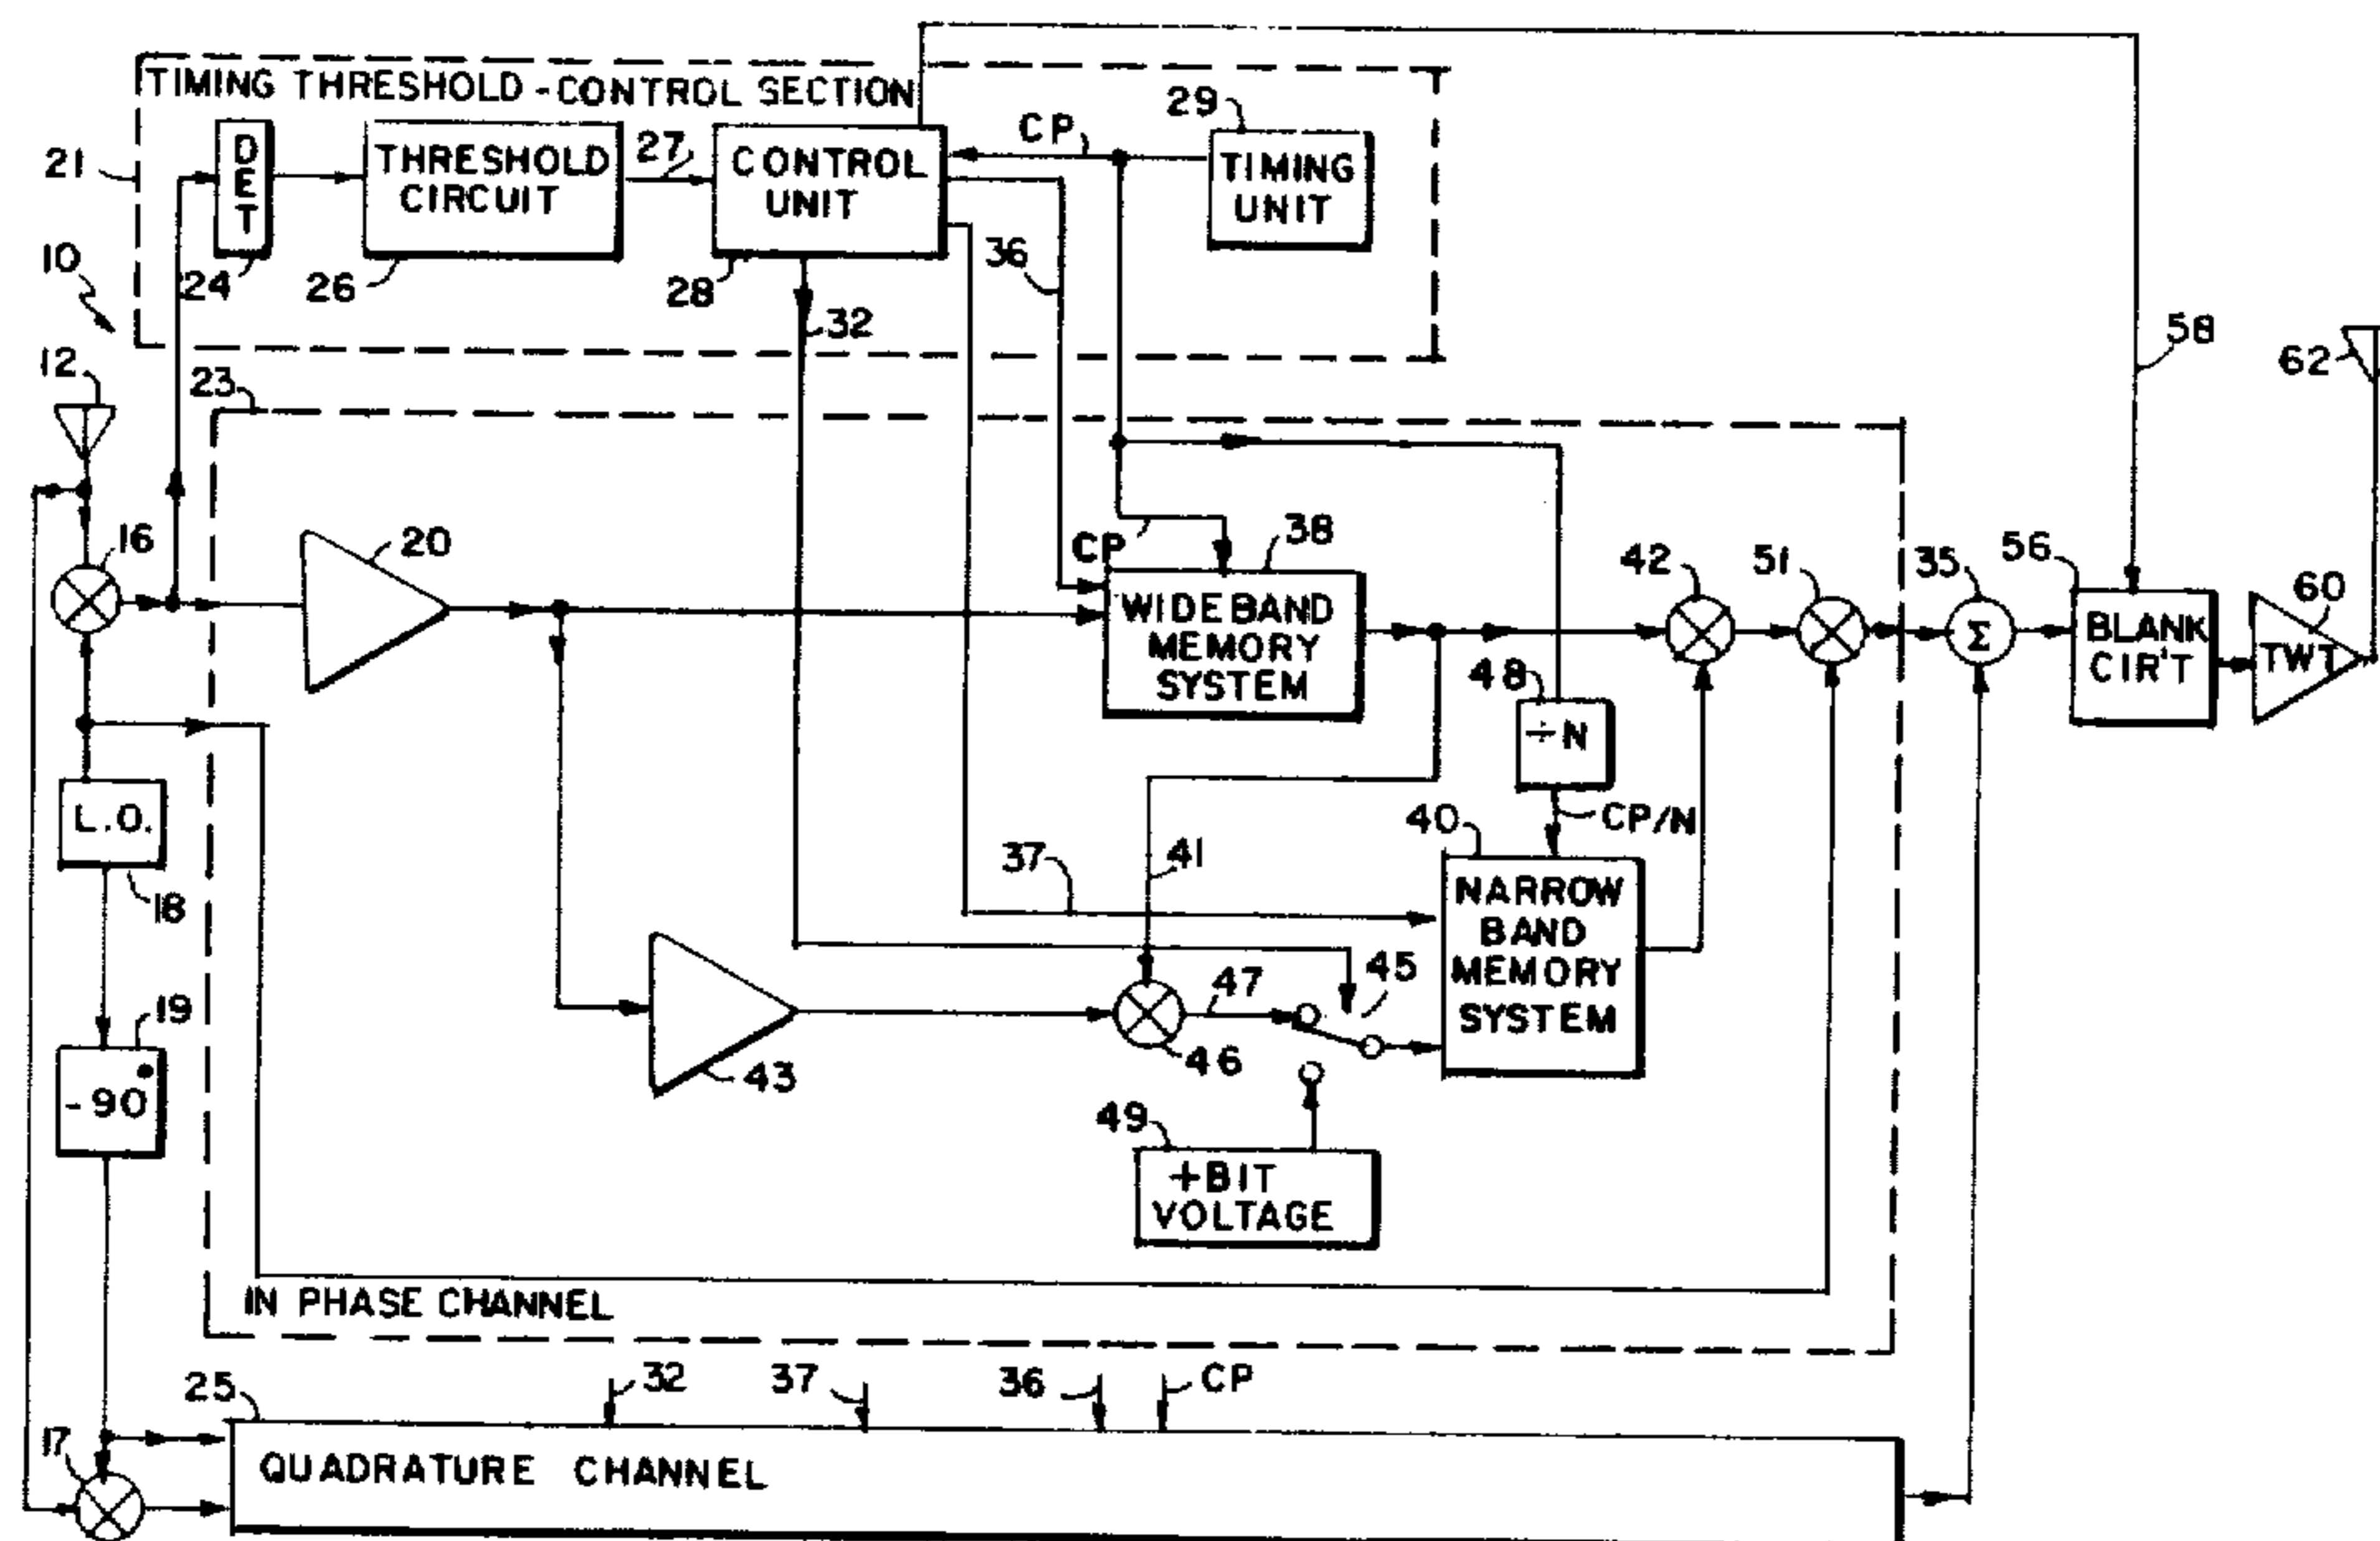 TIMING THRESHOLD - CONTROL SECTION
21
DET
24
THRESHOLD
CIRCUIT
26
27
CONTROL
UNIT
28
CP
29
TIMING
UNIT
36
32
58
10
12
23
62
16
20
CP
38
WIDEBAND
MEMORY
SYSTEM
42
51
35
Σ
56
BLANK
CIR'T
60
TWT
48
÷N
CP/N
L.O.
18
37
41
40
NARROW
BAND
MEMORY
SYSTEM
19
-90°
43
46
47
45
49
+BIT
VOLTAGE
IN PHASE CHANNEL
25
32
37
36
CP
17
QUADRATURE CHANNEL